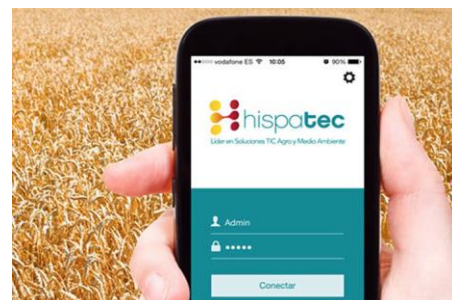 vodafone ES 10:05 90%
hispatec
Líder en Soluciones TIC Agro y Medio Ambiente
Admin
Conectar